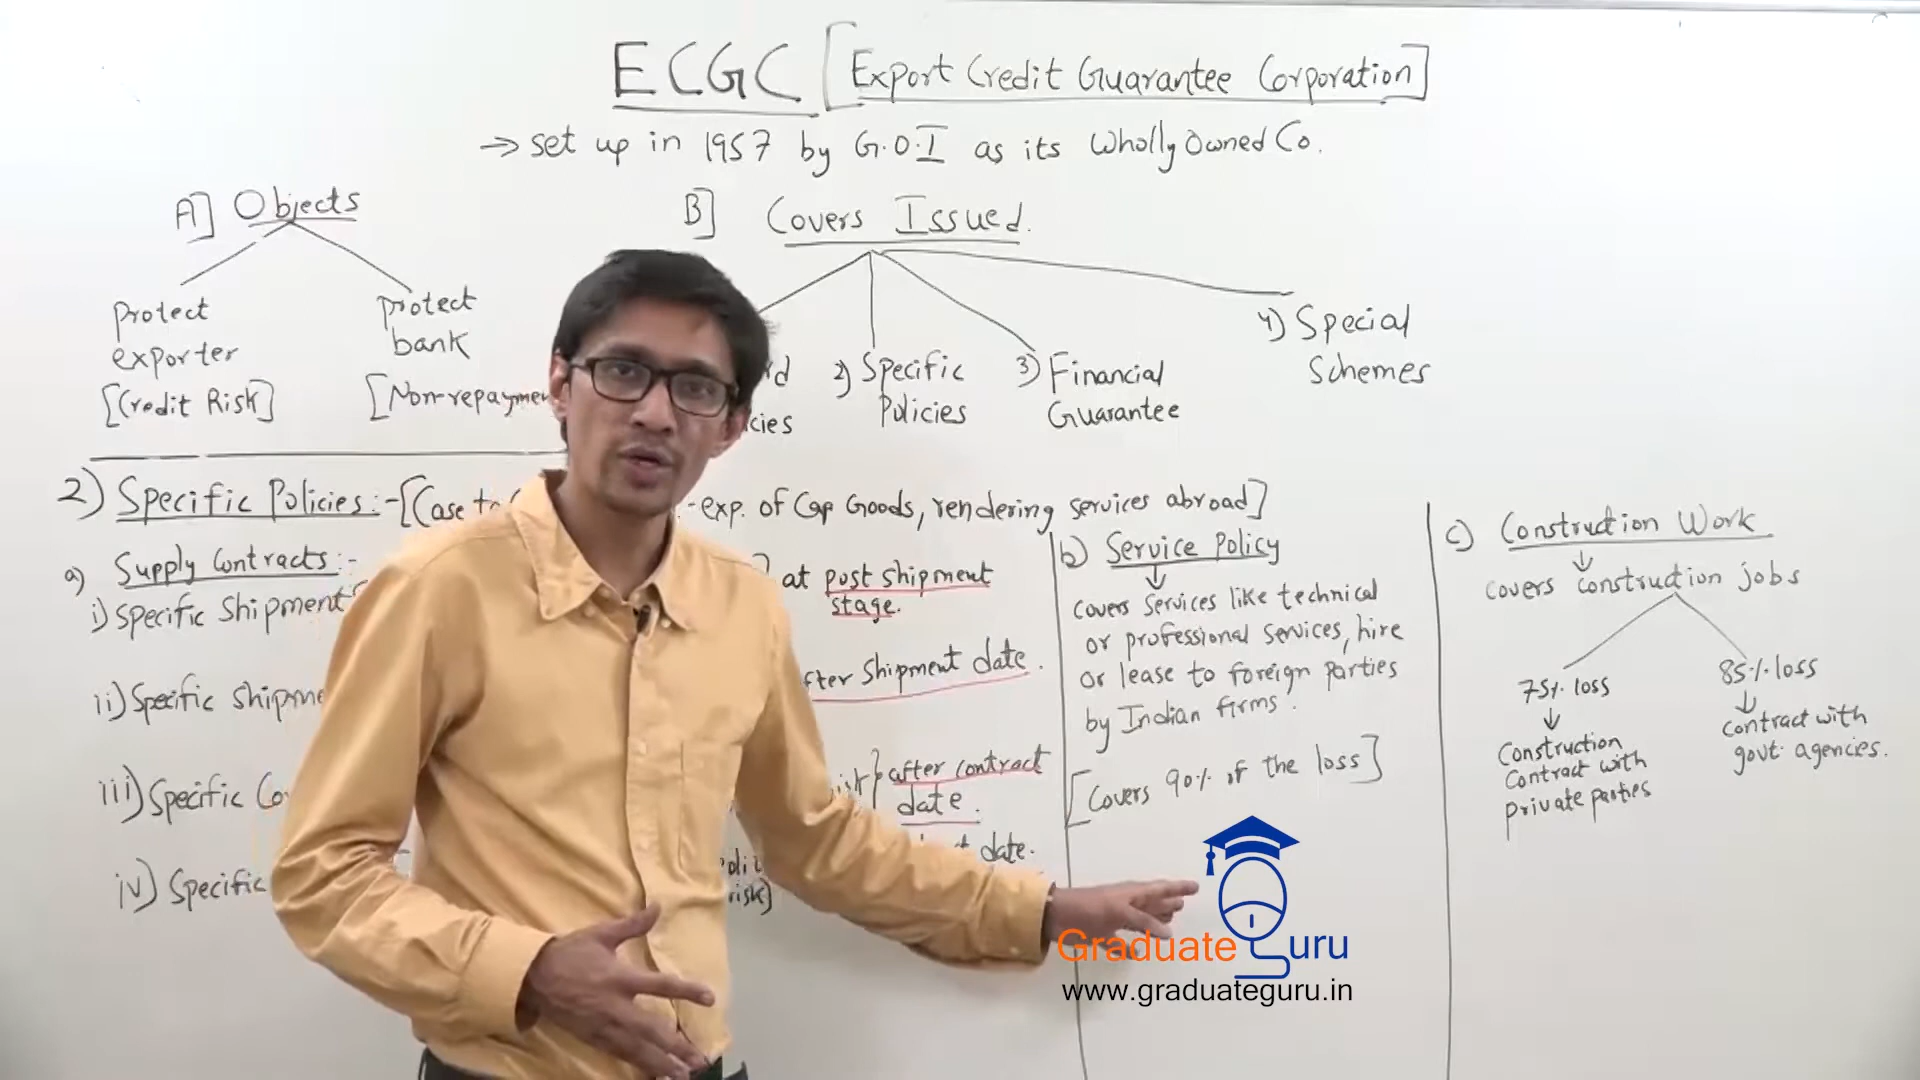 ECGC [Export Credit Guarantee Corporation]
→ set up in 1957 by G.O.I as its Wholly Owned Co.
A] Objects
Protect
exporter
[Credit Risk]
protect
bank
[Non-repayme
B] Covers Issued.
cies
2) Specific
Policies
3) Financial
Guarantee
4) Special
Schemes
2) Specific Policies:-[Case to
-exp. of Cap Goods, rendering services abroad]
a) Supply Contracts:-
i) Specific Shipment
at post shipment
stage.
ii) Specific Shipme
fter Shipment date.
iii) Specific Co
isk} after contract
date.
iv) Specific
date.
risk]
b) Service Policy
↓
covers services like technical
or professional services, hire
or lease to foreign parties
by Indian firms.
[Covers 90% of the loss]
c) Construction Work
↓
covers construction jobs
75% loss
↓
Construction
Contract with
private parties
85% loss
↓
contract with
govt. agencies.
Graduate Guru
www.graduateguru.in